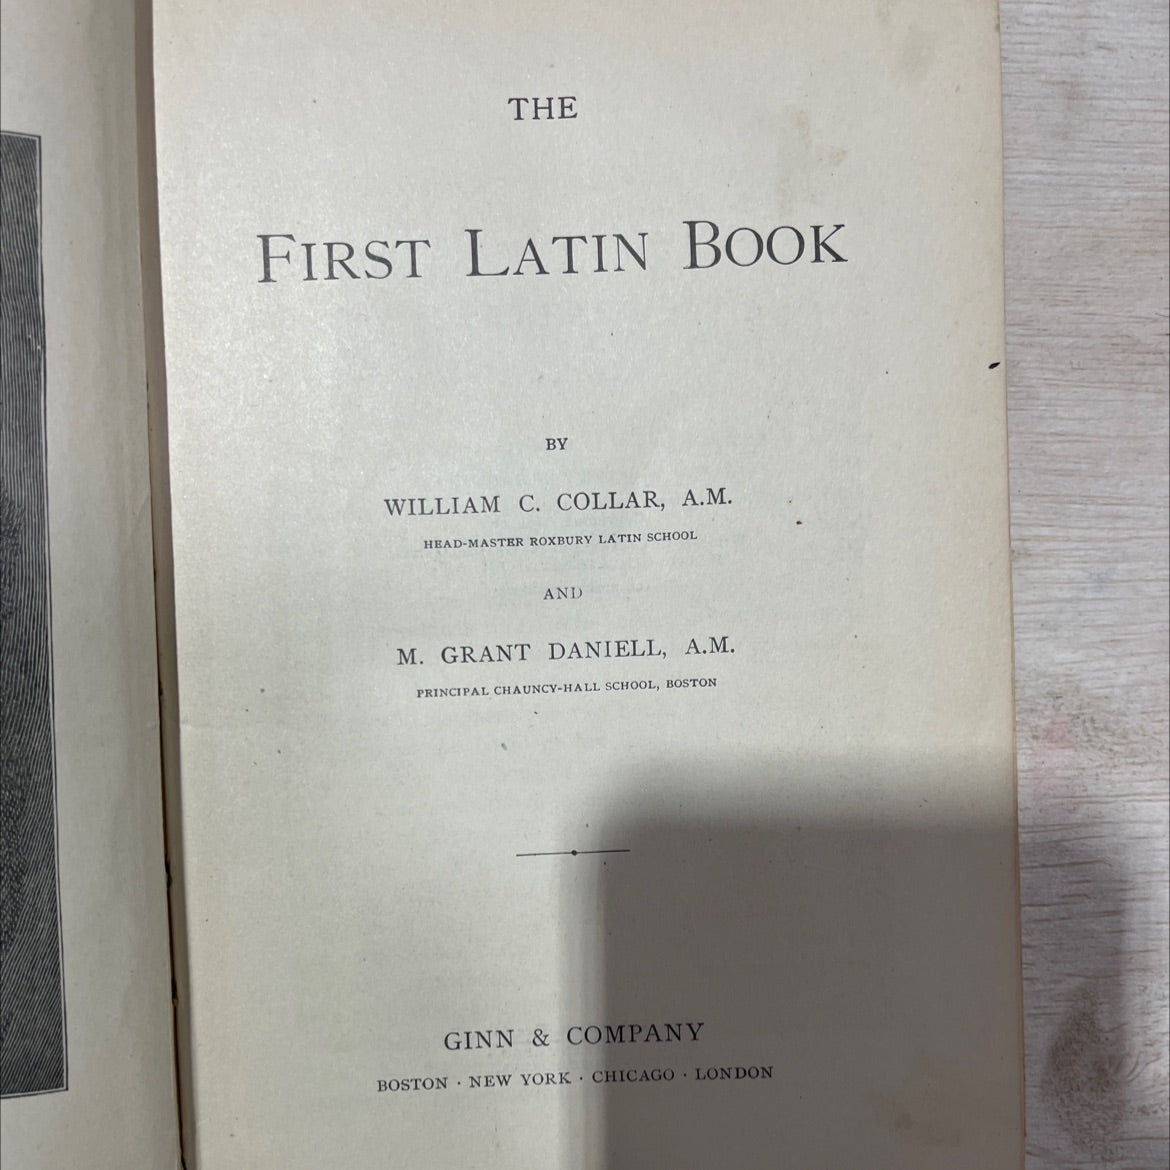 THE
FIRST LATIN BOOK
BY
WILLIAM C. COLLAR, A.M.
HEAD-MASTER ROXBURY LATIN SCHOOL
AND
M. GRANT DANIELL, A.M.
PRINCIPAL CHAUNCY-HALL SCHOOL, BOSTON
GINN & COMPANY
BOSTON · NEW YORK · CHICAGO · LONDON